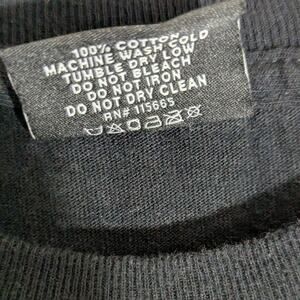 100% COTTON
MACHINE WASH COLD
TUMBLE DRY LOW
DO NOT BLEACH
DO NOT IRON
DO NOT DRY CLEAN
RN# 115665